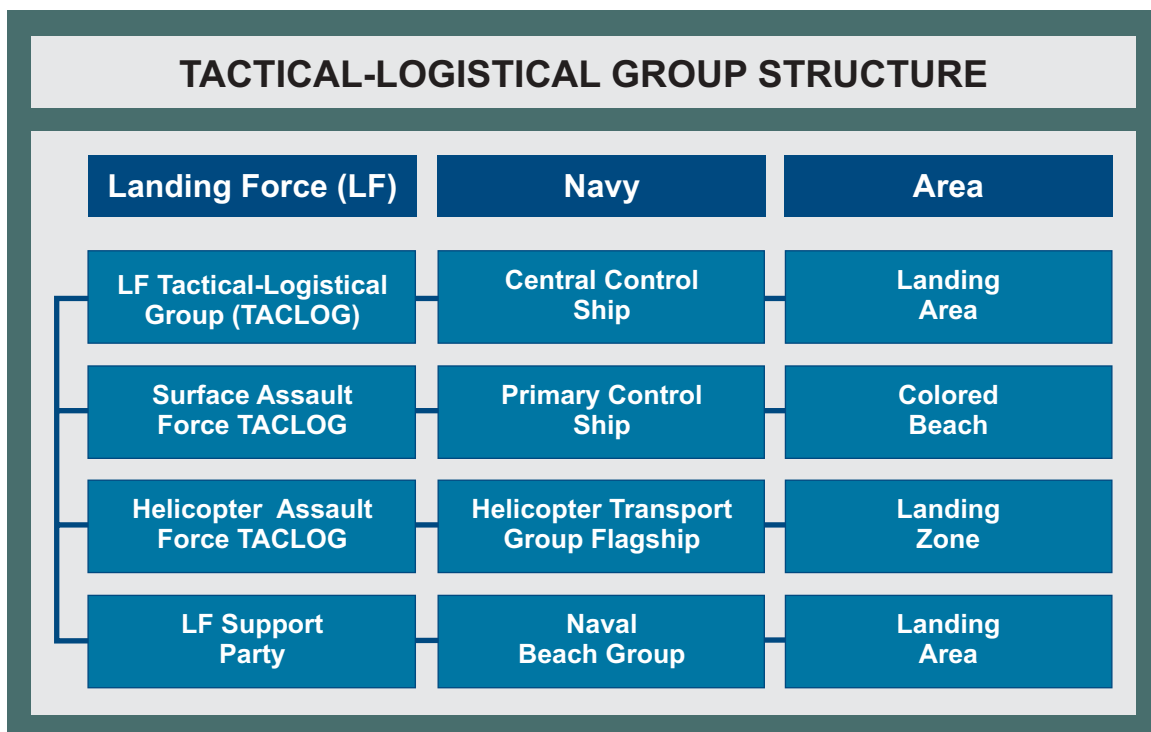 TACTICAL-LOGISTICAL GROUP STRUCTURE
Landing Force (LF)
Navy
Area
LF Tactical-Logistical
Group (TACLOG)
Central Control
Ship
Landing
Area
Surface Assault
Force TACLOG
Primary Control
Ship
Colored
Beach
Helicopter Assault
Force TACLOG
Helicopter Transport
Group Flagship
Landing
Zone
LF Support
Party
Naval
Beach Group
Landing
Area